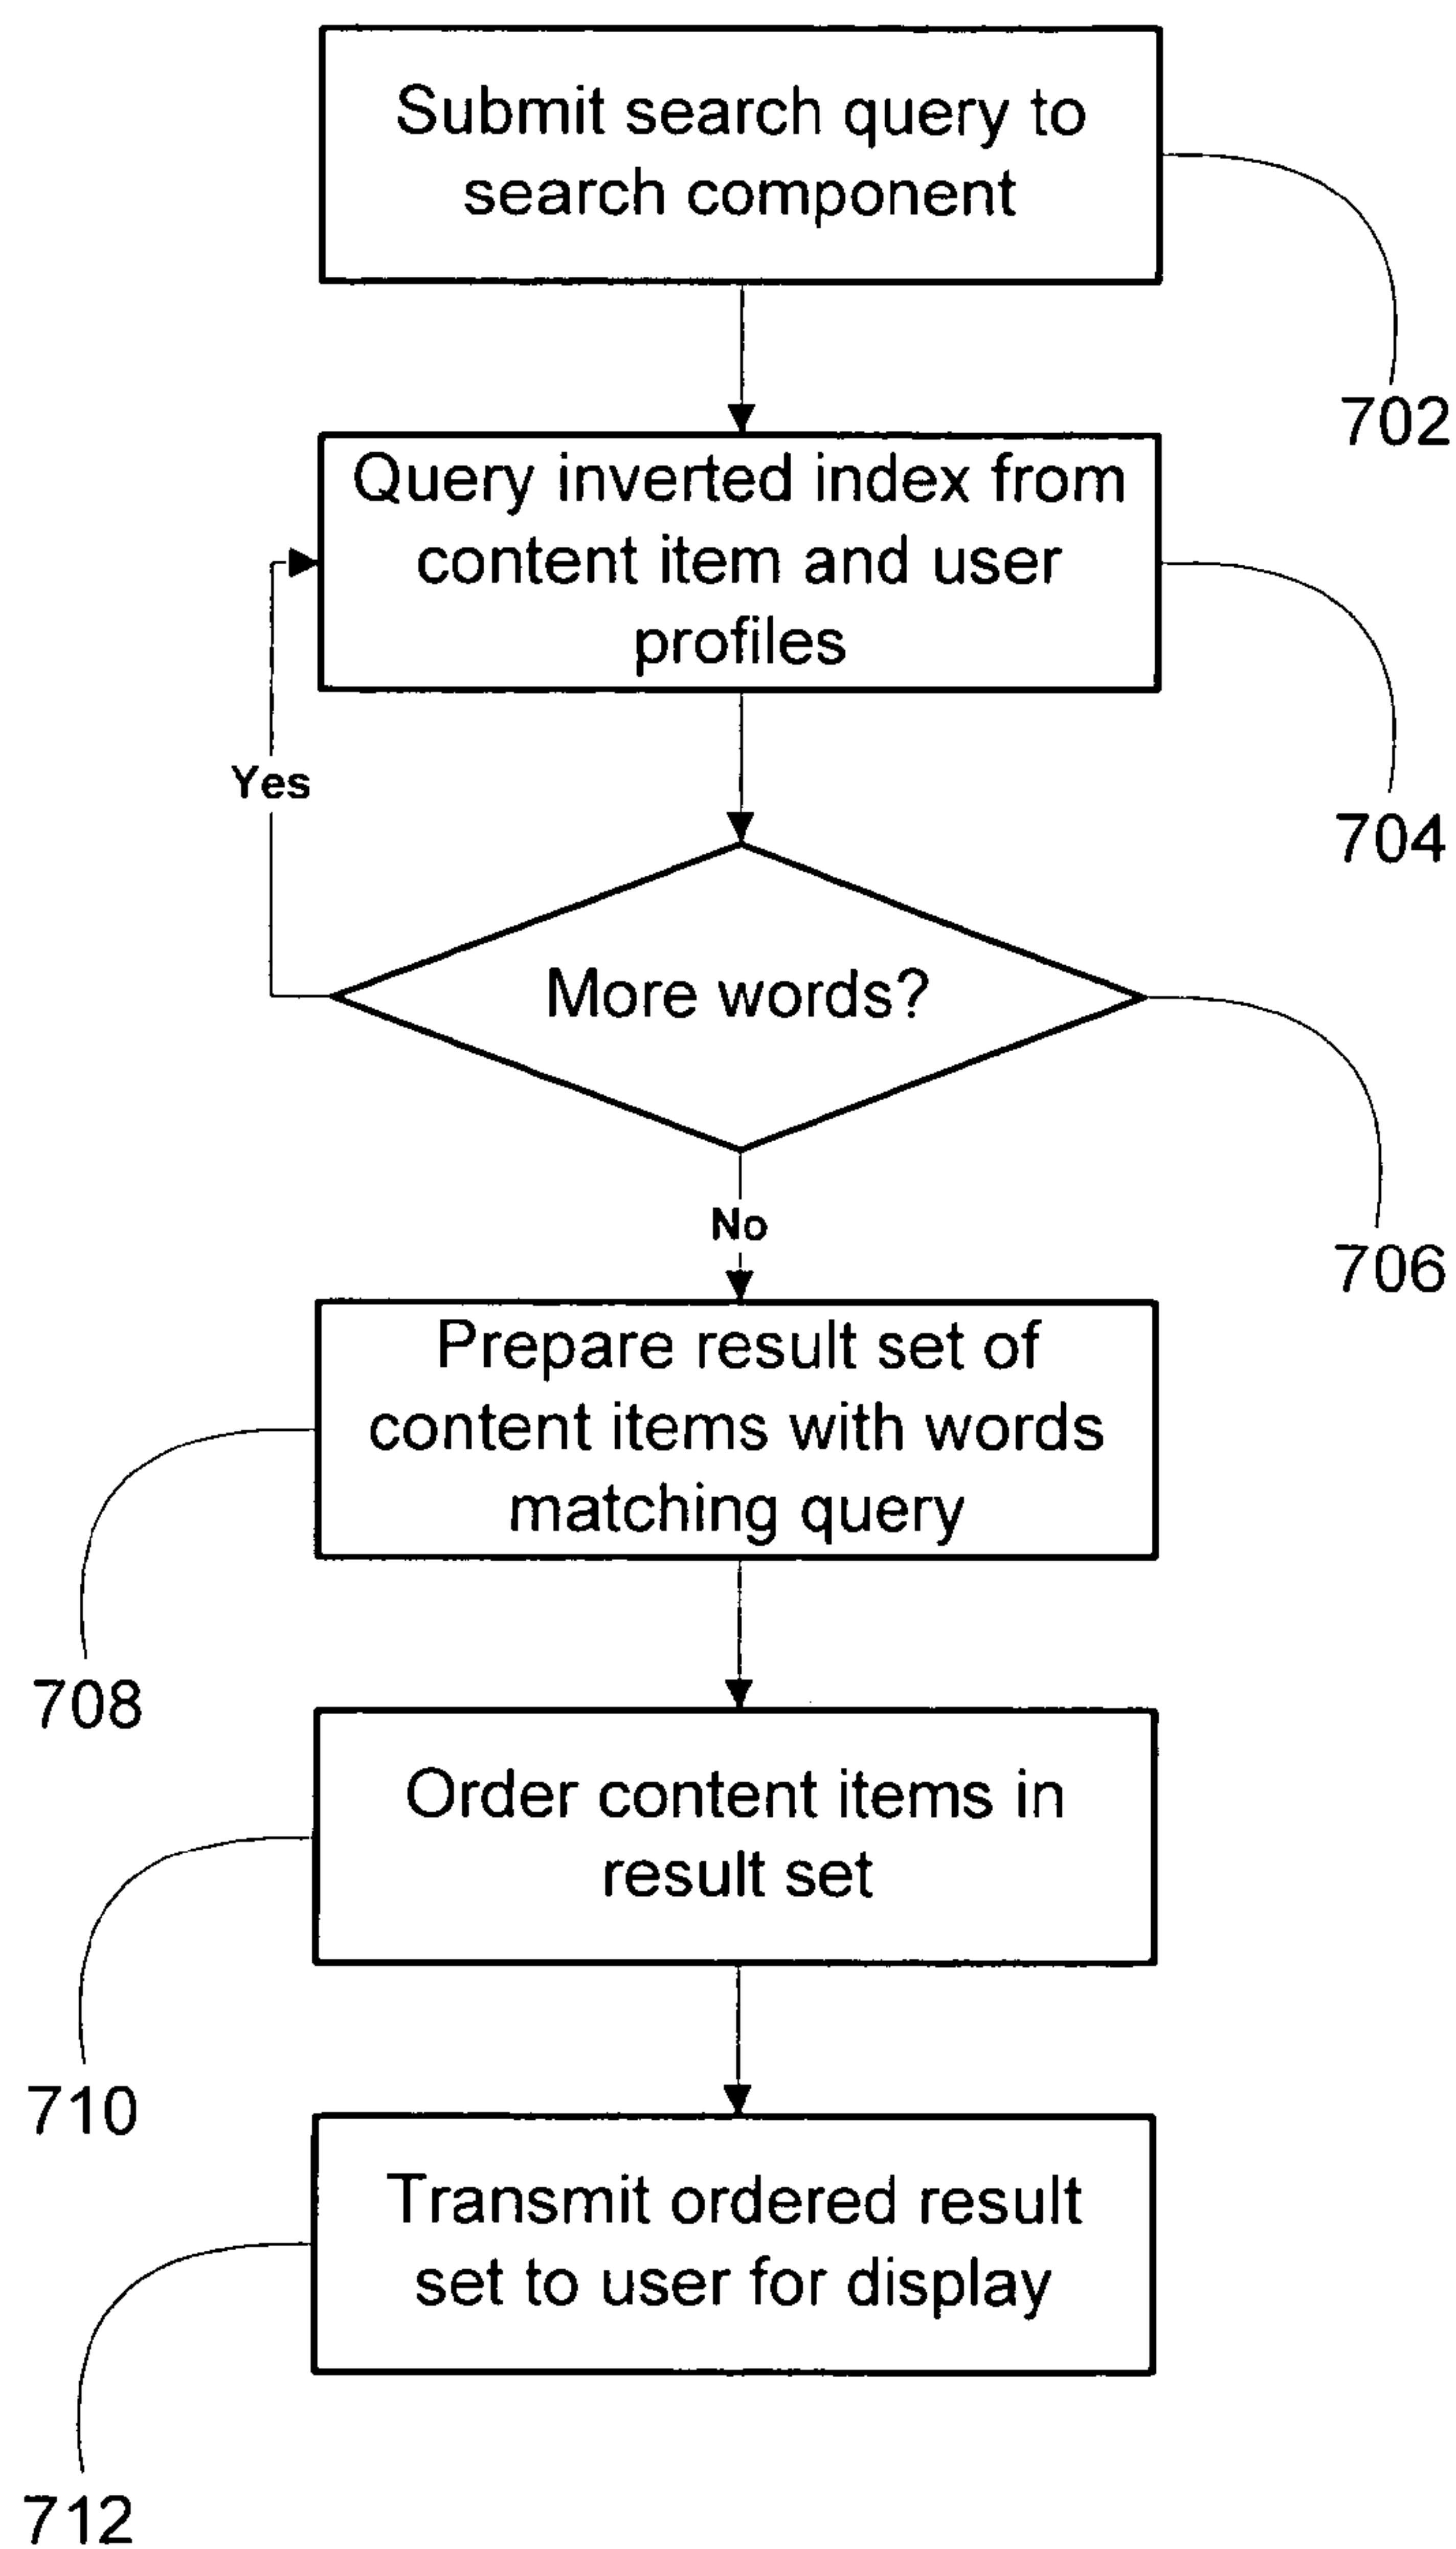 Submit search query to
search component
702
Query inverted index from
content item and user
profiles
704
Yes
More words?
706
No
Prepare result set of
content items with words
matching query
708
Order content items in
result set
710
Transmit ordered result
set to user for display
712